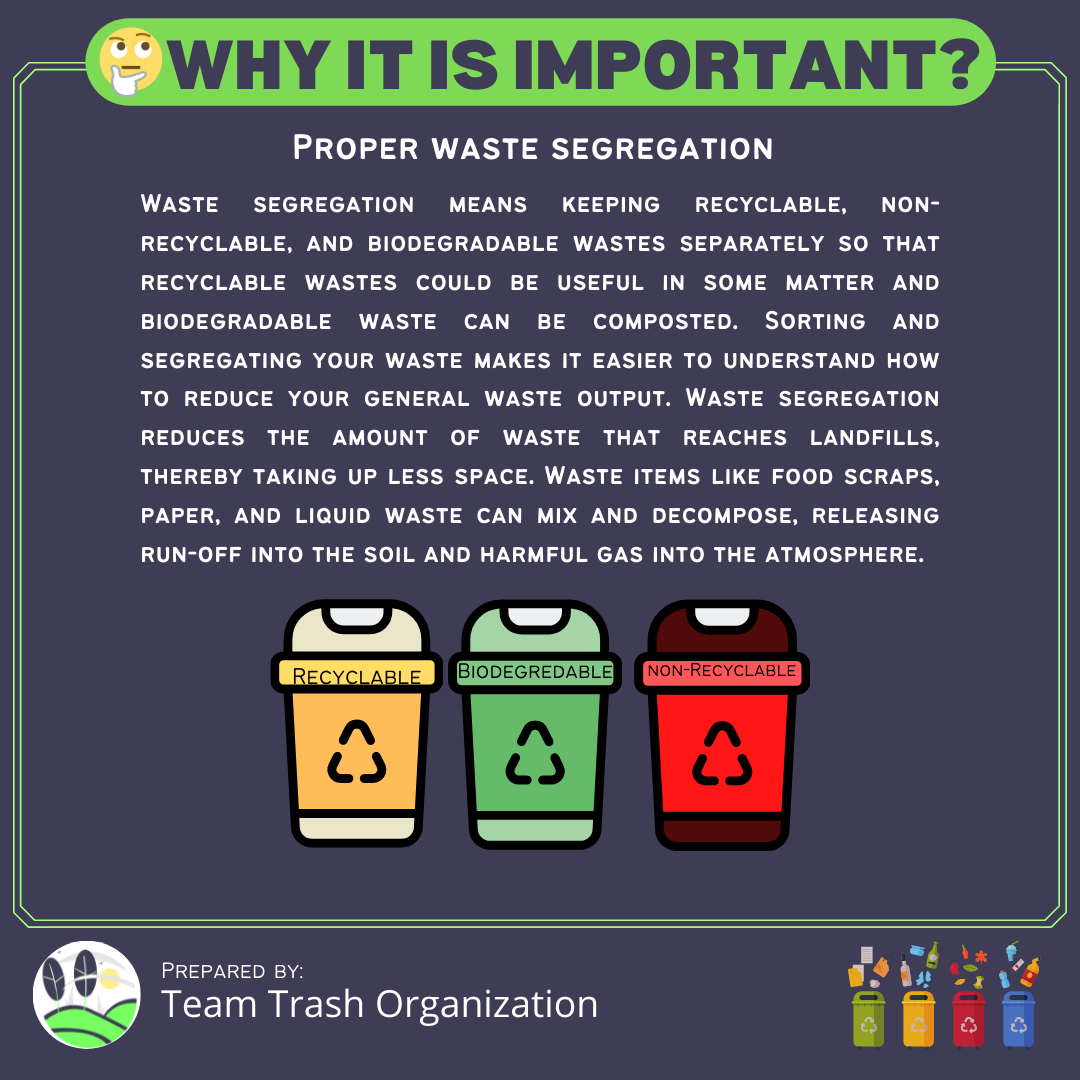 WHY IT IS IMPORTANT?
Proper waste segregation
Waste segregation means keeping recyclable, non-
recyclable, and biodegradable wastes separately so that
recyclable wastes could be useful in some matter and
biodegradable waste can be composted. Sorting and
segregating your waste makes it easier to understand how
to reduce your general waste output. Waste segregation
reduces the amount of waste that reaches landfills,
thereby taking up less space. Waste items like food scraps,
paper, and liquid waste can mix and decompose, releasing
run-off into the soil and harmful gas into the atmosphere.
Recyclable
Biodegredable
non-Recyclable
Prepared by:
Team Trash Organization